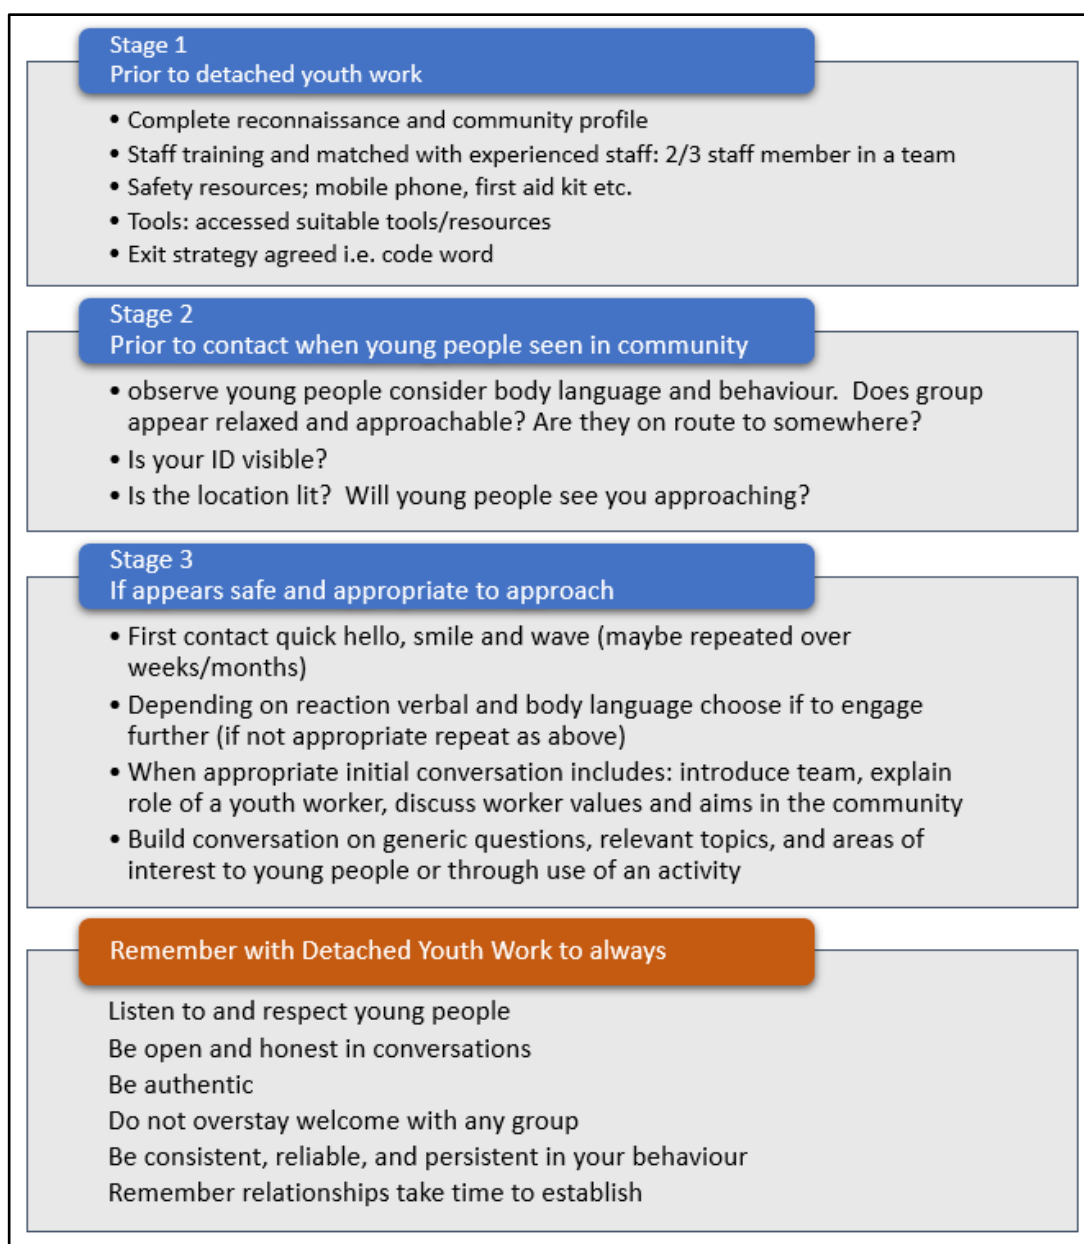 Stage 1
Prior to detached youth work
• Complete reconnaissance and community profile
• Staff training and matched with experienced staff: 2/3 staff member in a team
• Safety resources; mobile phone, first aid kit etc.
• Tools: accessed suitable tools/resources
• Exit strategy agreed i.e. code word
Stage 2
Prior to contact when young people seen in community
• observe young people consider body language and behaviour.  Does group
appear relaxed and approachable? Are they on route to somewhere?
• Is your ID visible?
• Is the location lit?  Will young people see you approaching?
Stage 3
If appears safe and appropriate to approach
• First contact quick hello, smile and wave (maybe repeated over
weeks/months)
• Depending on reaction verbal and body language choose if to engage
further (if not appropriate repeat as above)
• When appropriate initial conversation includes: introduce team, explain
role of a youth worker, discuss worker values and aims in the community
• Build conversation on generic questions, relevant topics, and areas of
interest to young people or through use of an activity
Remember with Detached Youth Work to always
Listen to and respect young people
Be open and honest in conversations
Be authentic
Do not overstay welcome with any group
Be consistent, reliable, and persistent in your behaviour
Remember relationships take time to establish